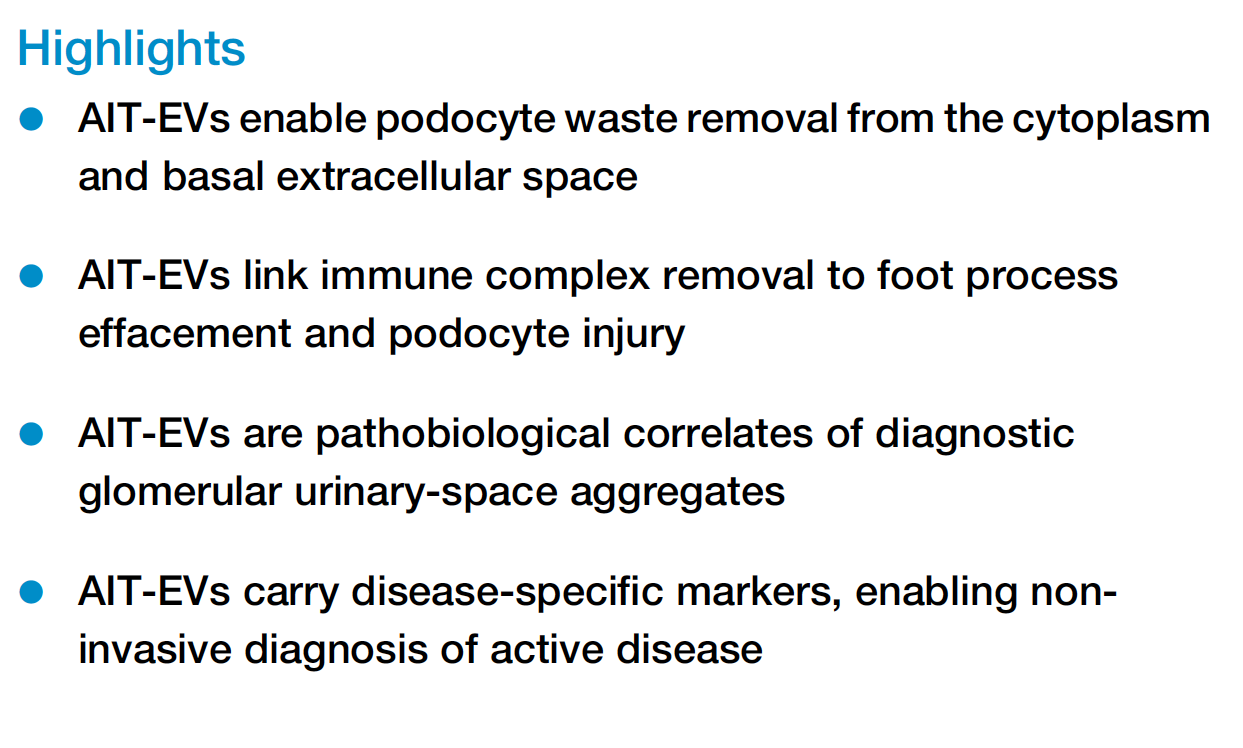 Highlights
● AIT-EVs enable podocyte waste removal from the cytoplasm
and basal extracellular space
● AIT-EVs link immune complex removal to foot process
effacement and podocyte injury
● AIT-EVs are pathobiological correlates of diagnostic
glomerular urinary-space aggregates
● AIT-EVs carry disease-specific markers, enabling non-
invasive diagnosis of active disease